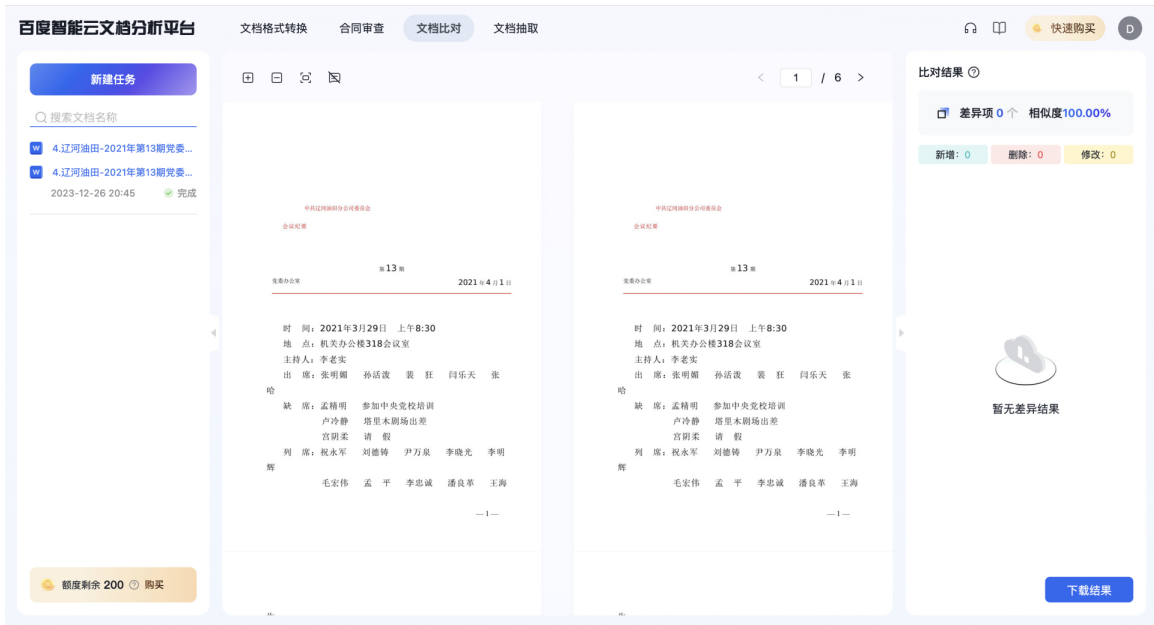 百度智能云文档分析平台
文档格式转换 合同审查 文档比对 文档抽取
快速购买
D
新建任务
搜索文档名称
W 4.辽河油田-2021年第13期党委...
W 4.辽河油田-2021年第13期党委...
2023-12-26 20:45 完成
额度剩余 200 购买
1 / 6
中共辽河油田分公司委员会
会议纪要
第13期
党委办公室 2021年4月1日
时 间：2021年3月29日 上午8:30
地 点：机关办公楼318会议室
主持人：李老实
出 席：张明媚 孙活泼 裴 狂 闫乐天 张
哈
缺 席：孟精明 参加中央党校培训
卢冷静 塔里木剧场出差
宫阴柔 请 假
列 席：祝永军 刘德铸 尹万泉 李晓光 李明
辉
毛宏伟 孟 平 李忠诚 潘良革 王海
—1—
中共辽河油田分公司委员会
会议纪要
第13期
党委办公室 2021年4月1日
时 间：2021年3月29日 上午8:30
地 点：机关办公楼318会议室
主持人：李老实
出 席：张明媚 孙活泼 裴 狂 闫乐天 张
哈
缺 席：孟精明 参加中央党校培训
卢冷静 塔里木剧场出差
宫阴柔 请 假
列 席：祝永军 刘德铸 尹万泉 李晓光 李明
辉
毛宏伟 孟 平 李忠诚 潘良革 王海
—1—
比对结果
差异项 0 个 相似度100.00%
新增：0 删除：0 修改：0
暂无差异结果
下载结果